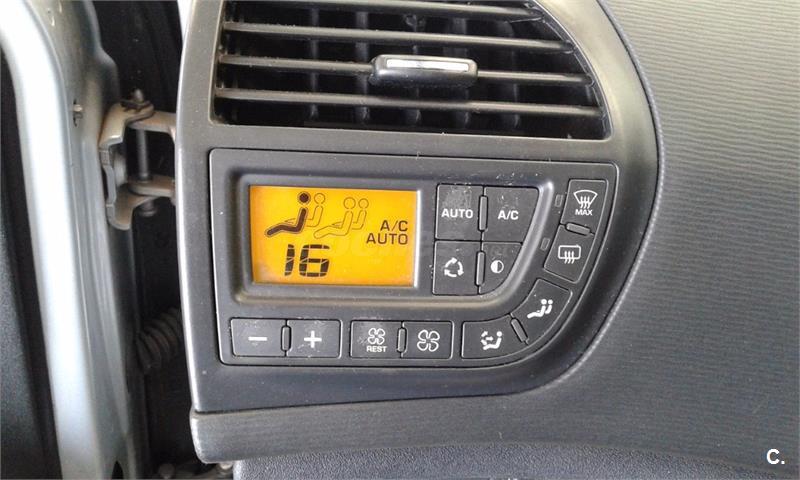 AUTO A/C
MAX
A/C
AUTO
16
- +
REST
C.